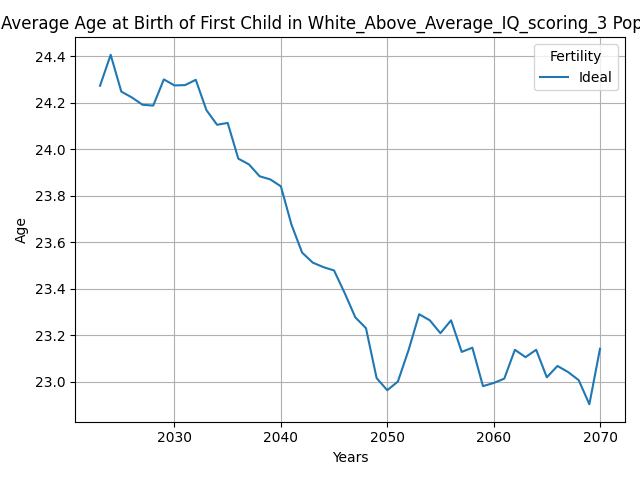 Average Age at Birth of First Child in White_Above_Average_IQ_scoring_3 Pop
Fertility
Ideal
24.4
24.2
24.0
23.8
23.6
23.4
23.2
23.0
Age
2030 2040 2050 2060 2070
Years